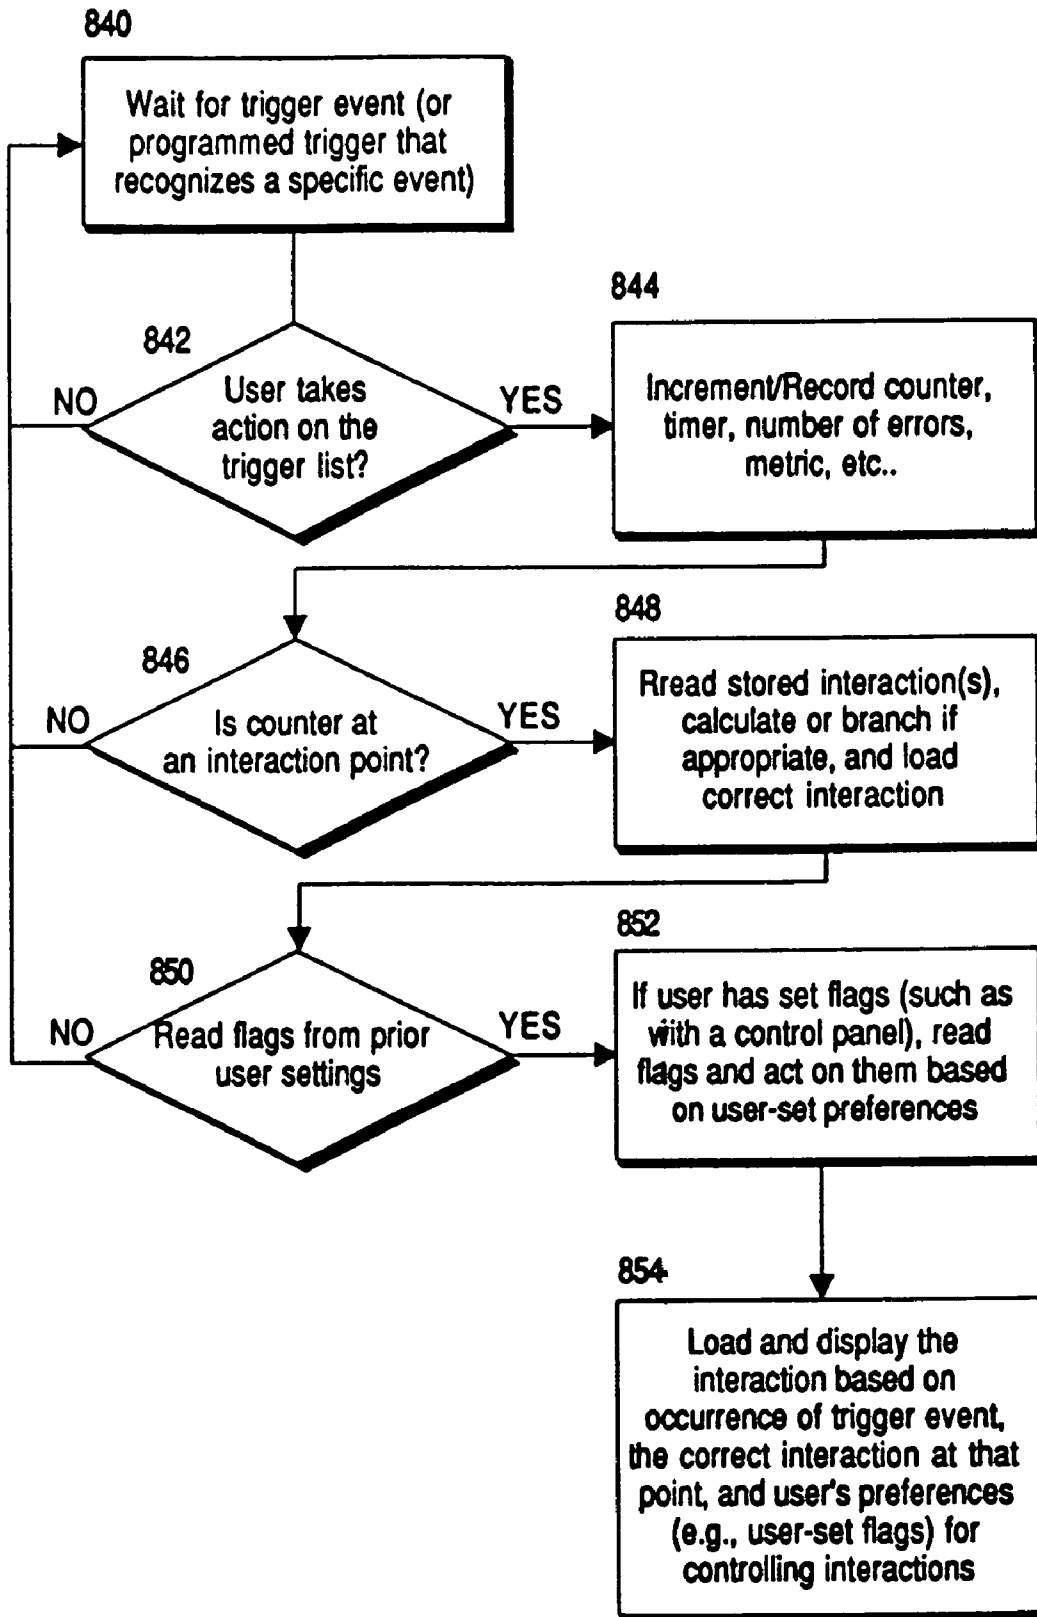 840
Wait for trigger event (or
programmed trigger that
recognizes a specific event)
842
User takes
action on the
trigger list?
NO
YES
844
Increment/Record counter,
timer, number of errors,
metric, etc..
846
Is counter at
an interaction point?
NO
YES
848
Rread stored interaction(s),
calculate or branch if
appropriate, and load
correct interaction
850
Read flags from prior
user settings
NO
YES
852
If user has set flags (such as
with a control panel), read
flags and act on them based
on user-set preferences
854
Load and display the
interaction based on
occurrence of trigger event,
the correct interaction at that
point, and user's preferences
(e.g., user-set flags) for
controlling interactions